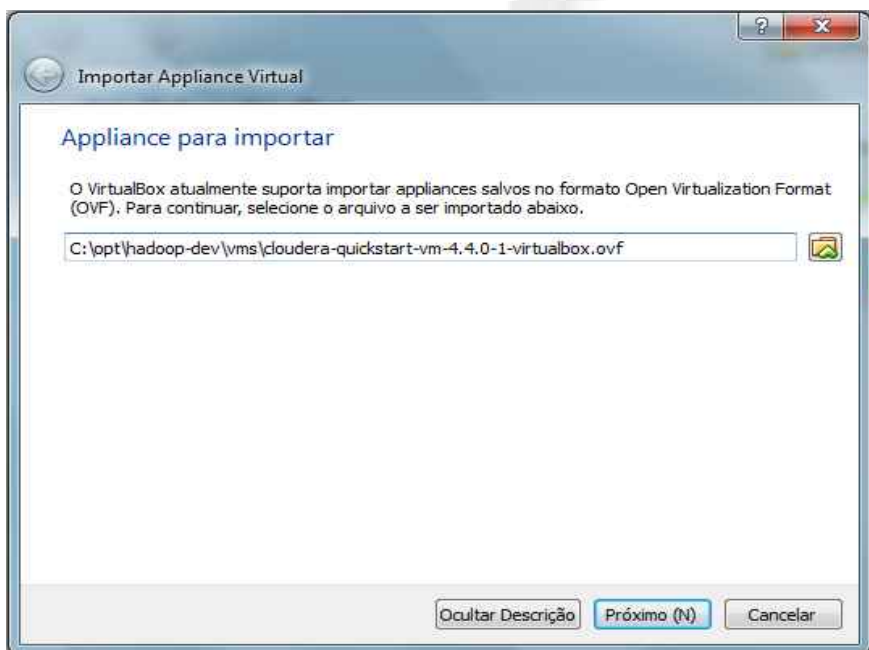 Importar Appliance Virtual
Appliance para importar
O VirtualBox atualmente suporta importar appliances salvos no formato Open Virtualization Format
(OVF). Para continuar, selecione o arquivo a ser importado abaixo.
C:\opt\hadoop-dev\vms\cloudera-quickstart-vm-4.4.0-1-virtualbox.ovf
Ocultar Descrição Próximo (N) Cancelar